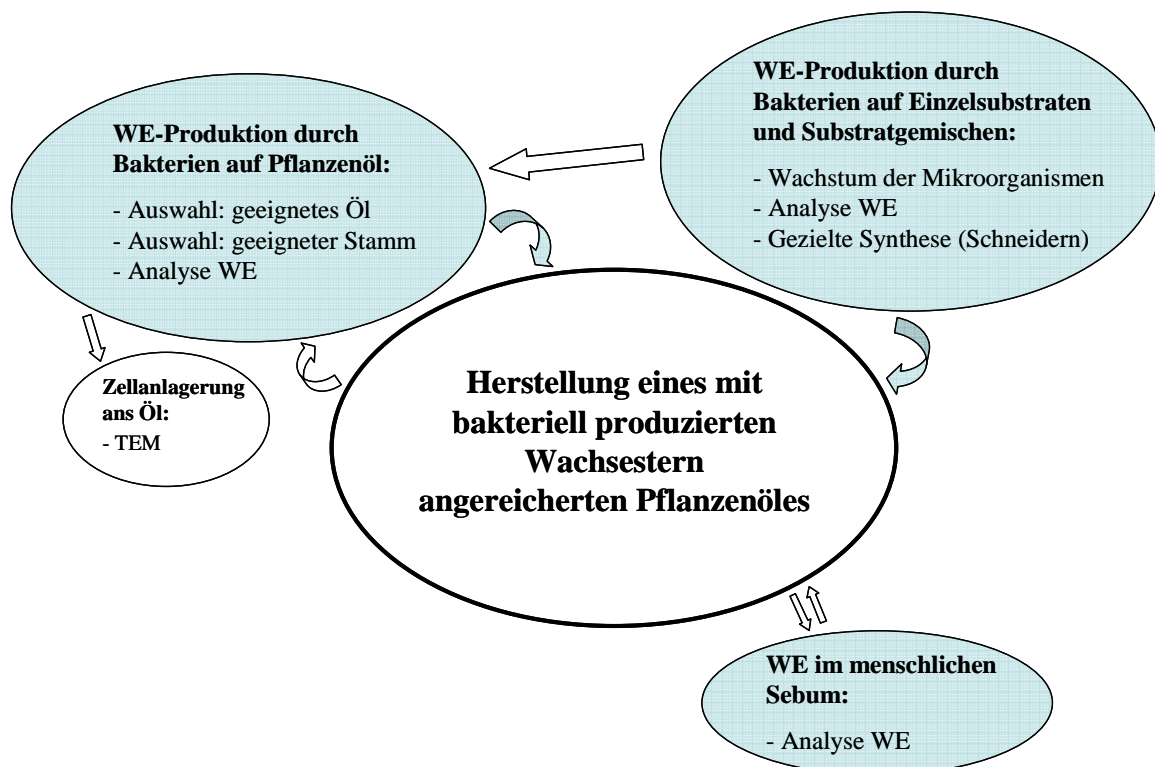 WE-Produktion durch
Bakterien auf Pflanzenöl:
- Auswahl: geeignetes Öl
- Auswahl: geeigneter Stamm
- Analyse WE
WE-Produktion durch
Bakterien auf Einzelsubstraten
und Substratgemischen:
- Wachstum der Mikroorganismen
- Analyse WE
- Gezielte Synthese (Schneidern)
Zellanlagerung
ans Öl:
- TEM
Herstellung eines mit
bakteriell produzierten
Wachsestern
angereicherten Pflanzenöles
WE im menschlichen
Sebum:
- Analyse WE